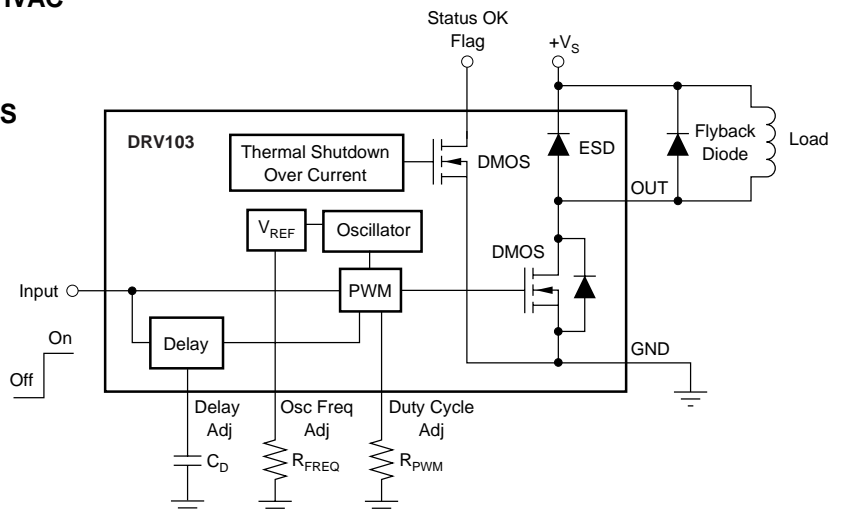 Status OK
Flag
+VS
DRV103
Thermal Shutdown
Over Current
DMOS
ESD
Flyback
Diode
Load
OUT
VREF
Oscillator
DMOS
Input
PWM
On
Off
Delay
GND
Delay
Adj
Osc Freq
Adj
Duty Cycle
Adj
CD
RFREQ
RPWM